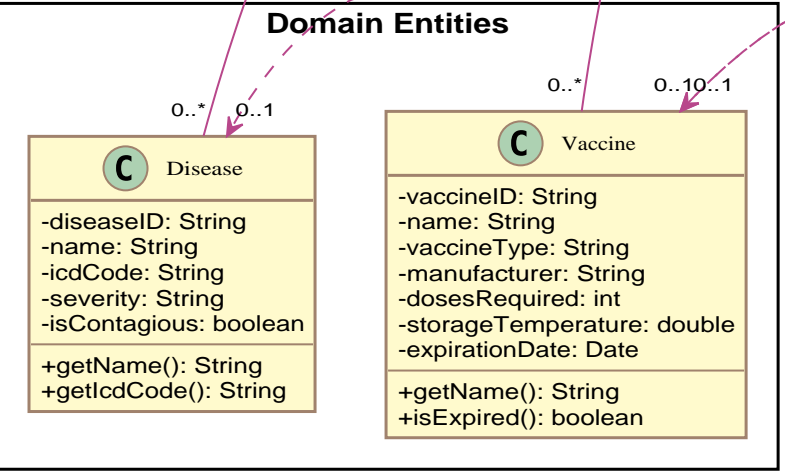 Domain Entities
0..*
0..1
0..*
0..10..1
C Disease
-diseaseID: String
-name: String
-icdCode: String
-severity: String
-isContagious: boolean
+getName(): String
+getIcdCode(): String
C Vaccine
-vaccineID: String
-name: String
-vaccineType: String
-manufacturer: String
-dosesRequired: int
-storageTemperature: double
-expirationDate: Date
+getName(): String
+isExpired(): boolean